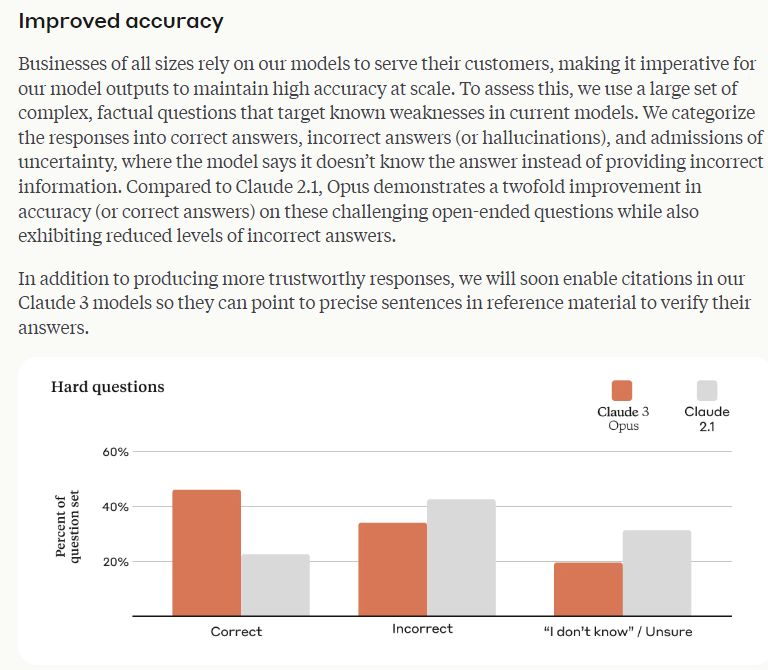 Improved accuracy
Businesses of all sizes rely on our models to serve their customers, making it imperative for
our model outputs to maintain high accuracy at scale. To assess this, we use a large set of
complex, factual questions that target known weaknesses in current models. We categorize
the responses into correct answers, incorrect answers (or hallucinations), and admissions of
uncertainty, where the model says it doesn’t know the answer instead of providing incorrect
information. Compared to Claude 2.1, Opus demonstrates a twofold improvement in
accuracy (or correct answers) on these challenging open-ended questions while also
exhibiting reduced levels of incorrect answers.
In addition to producing more trustworthy responses, we will soon enable citations in our
Claude 3 models so they can point to precise sentences in reference material to verify their
answers.
Hard questions
Claude 3
Opus
Claude
2.1
Percent of
question set
60%
40%
20%
Correct
Incorrect
“I don’t know” / Unsure